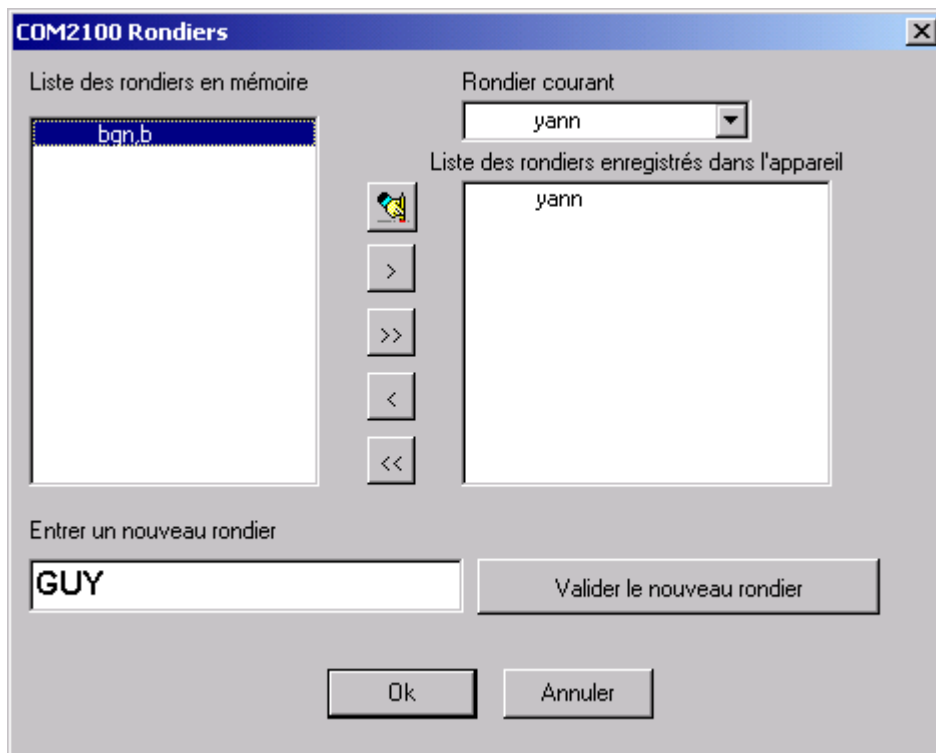 COM2100 Rondiers
Liste des rondiers en mémoire
Rondier courant
bgn,b
yann
Liste des rondiers enregistrés dans l'appareil
yann
>
>>
<
<<
Entrer un nouveau rondier
GUY
Valider le nouveau rondier
Ok
Annuler